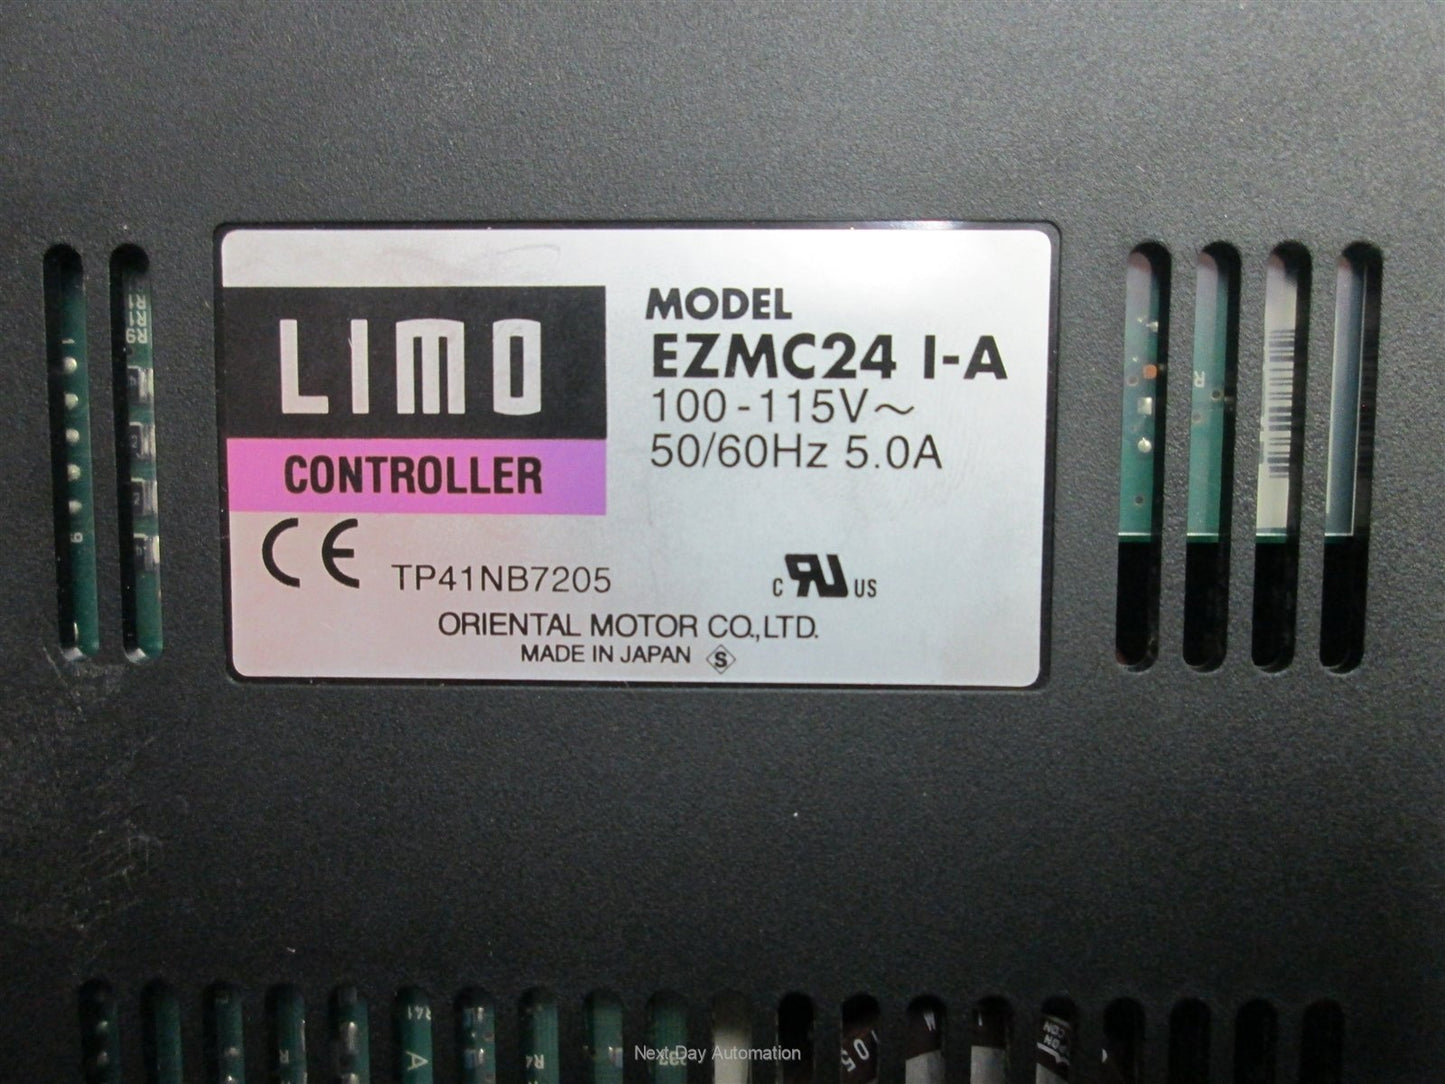 LIMO
CONTROLLER
MODEL
EZMC24 I-A
100-115V~
50/60Hz 5.0A
CE
TP41NB7205
C RU US
ORIENTAL MOTOR CO.,LTD.
MADE IN JAPAN S
Next Day Automation